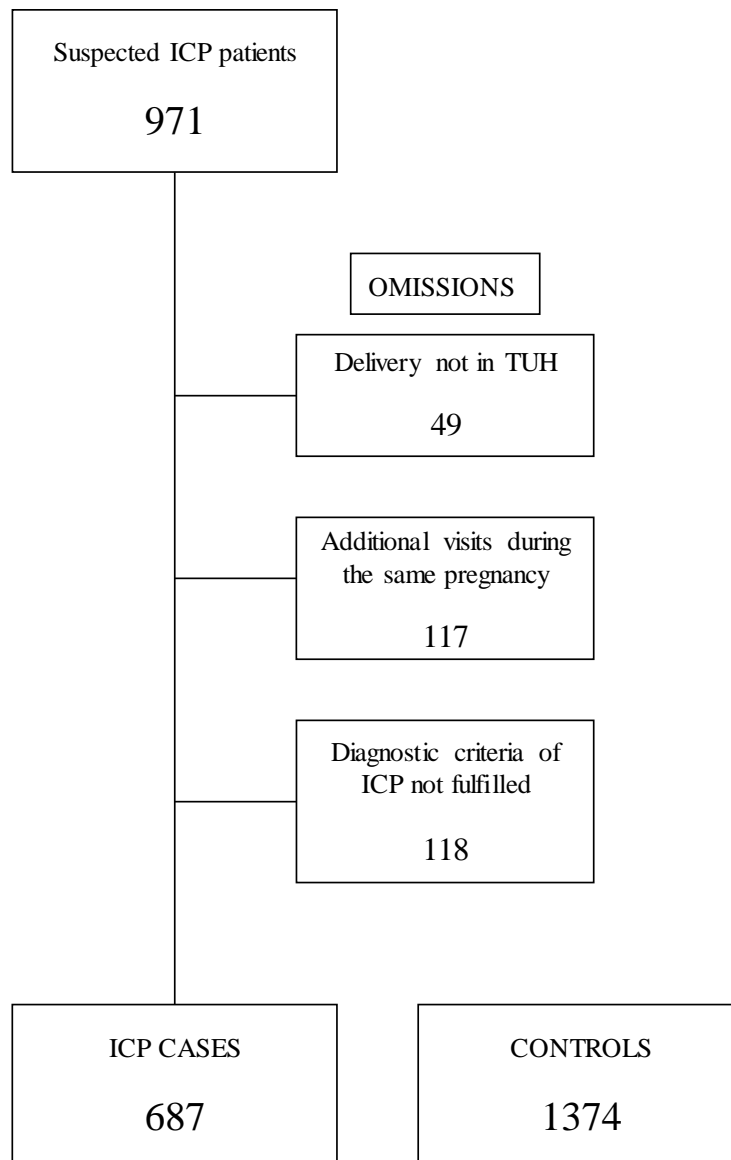 Suspected ICP patients
971
OMISSIONS
Delivery not in TUH
49
Additional visits during
the same pregnancy
117
Diagnostic criteria of
ICP not fulfilled
118
ICP CASES
687
CONTROLS
1374